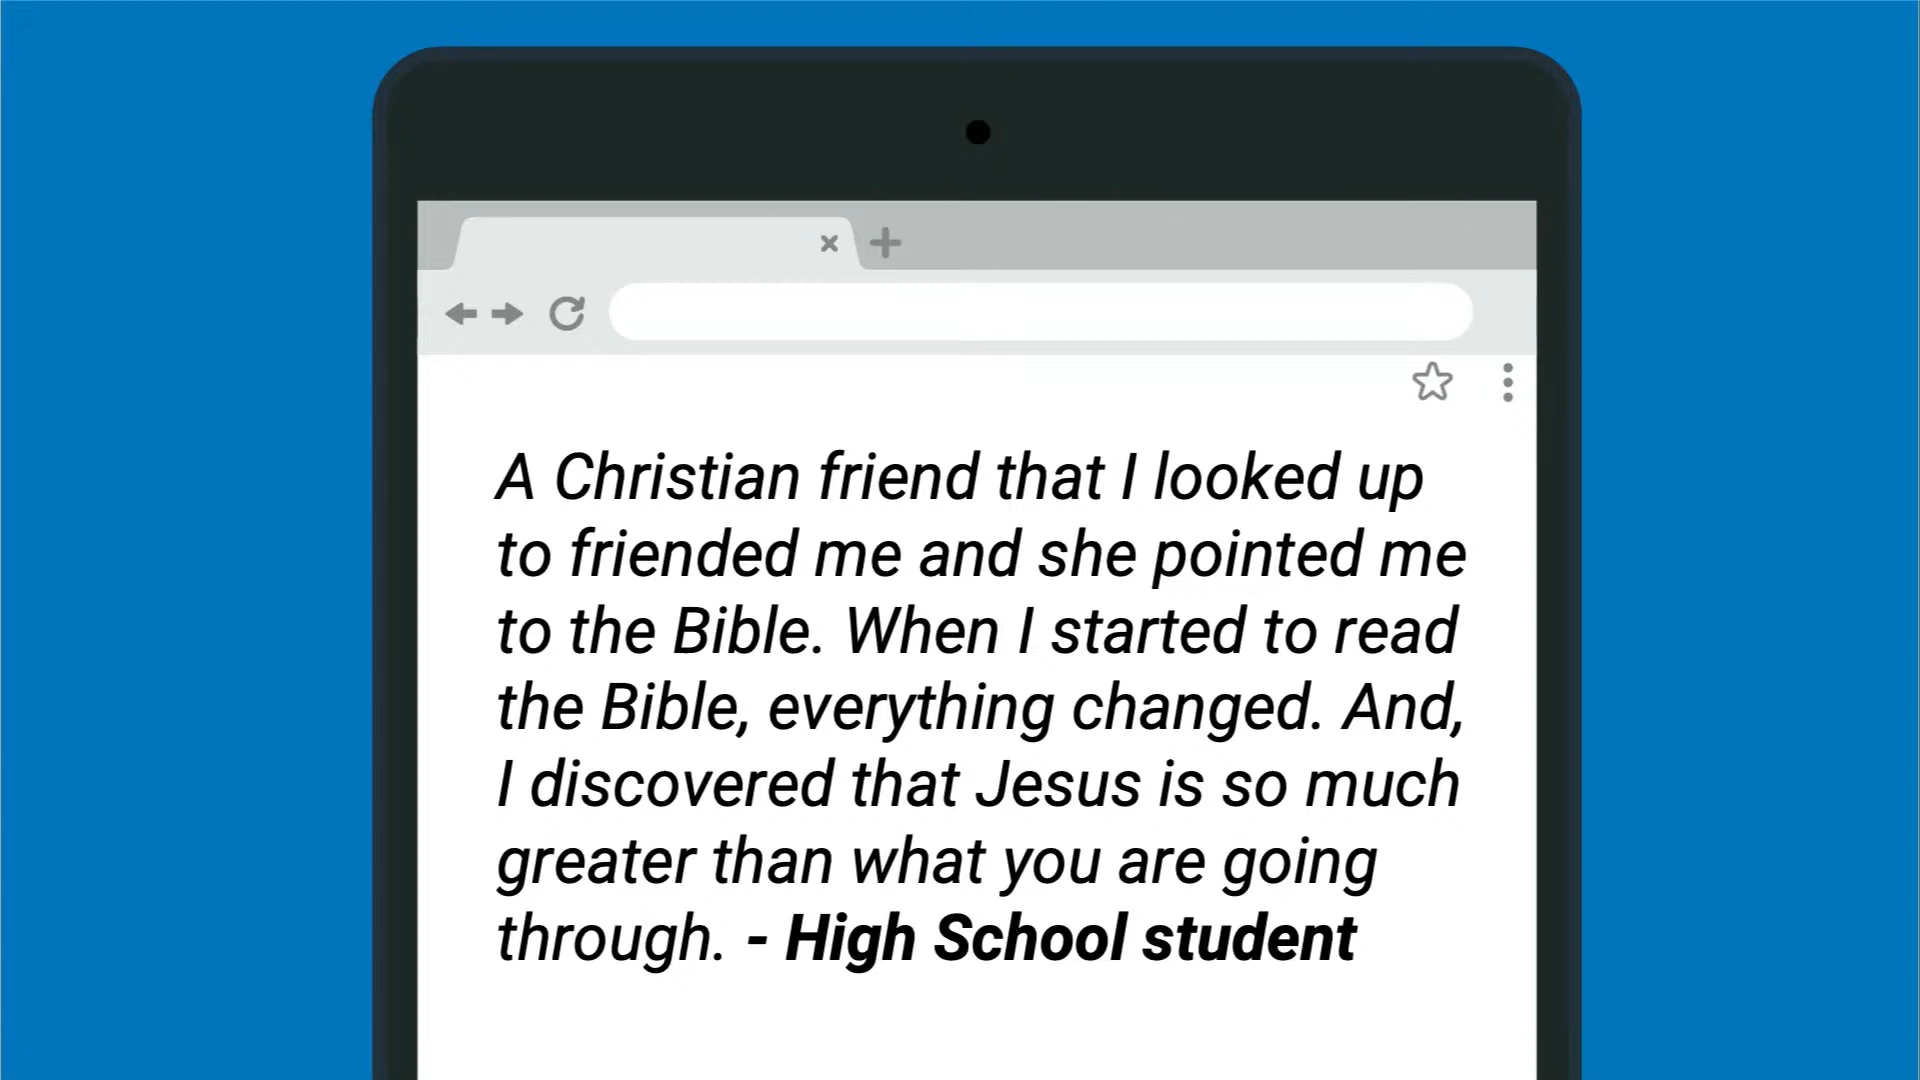 A Christian friend that I looked up
to friended me and she pointed me
to the Bible. When I started to read
the Bible, everything changed. And,
I discovered that Jesus is so much
greater than what you are going
through. - High School student